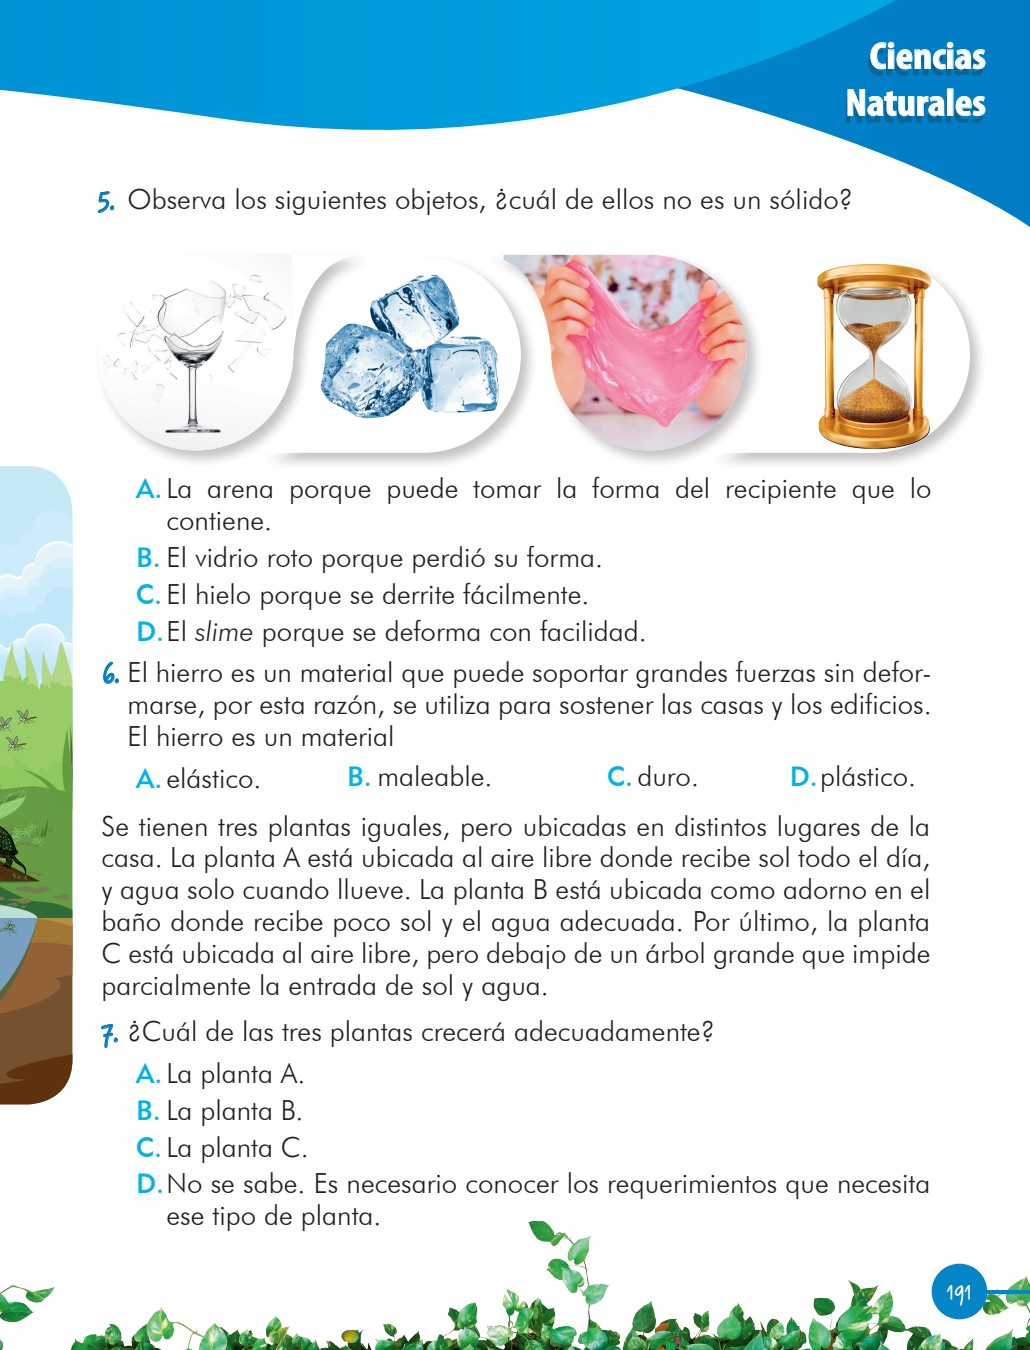 Ciencias
Naturales
5. Observa los siguientes objetos, ¿cuál de ellos no es un sólido?
A. La arena porque puede tomar la forma del recipiente que lo
contiene.
B. El vidrio roto porque perdió su forma.
C. El hielo porque se derrite fácilmente.
D. El slime porque se deforma con facilidad.
6. El hierro es un material que puede soportar grandes fuerzas sin defor-
marse, por esta razón, se utiliza para sostener las casas y los edificios.
El hierro es un material
A. elástico. B. maleable. C. duro. D. plástico.
Se tienen tres plantas iguales, pero ubicadas en distintos lugares de la
casa. La planta A está ubicada al aire libre donde recibe sol todo el día,
y agua solo cuando llueve. La planta B está ubicada como adorno en el
baño donde recibe poco sol y el agua adecuada. Por último, la planta
C está ubicada al aire libre, pero debajo de un árbol grande que impide
parcialmente la entrada de sol y agua.
7. ¿Cuál de las tres plantas crecerá adecuadamente?
A. La planta A.
B. La planta B.
C. La planta C.
D. No se sabe. Es necesario conocer los requerimientos que necesita
ese tipo de planta.
191